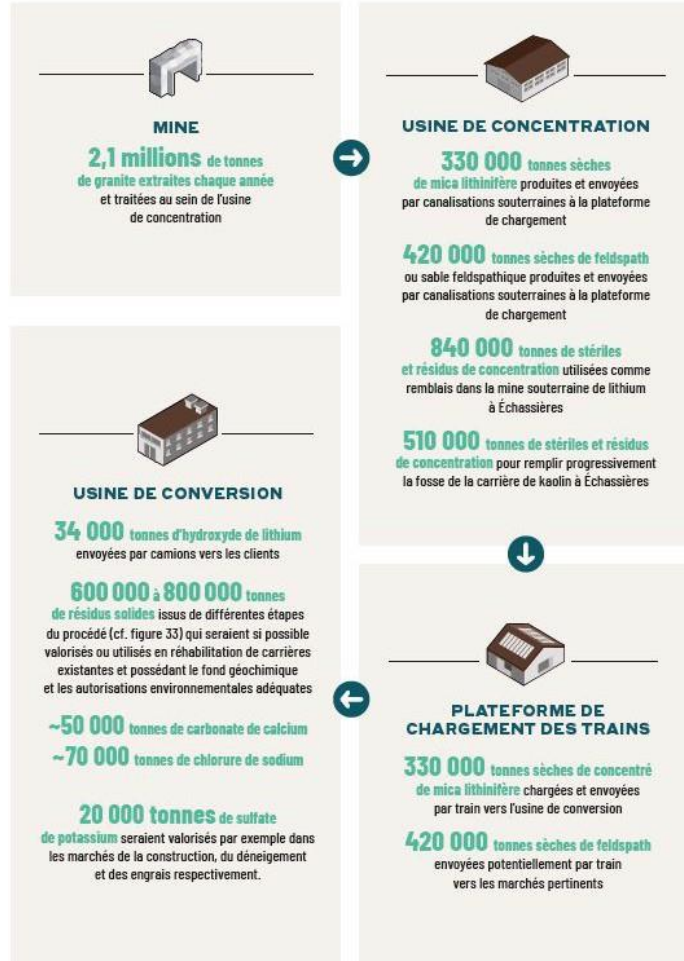 MINE
2,1 millions de tonnes
de granite extraites chaque année
et traitées au sein de l'usine
de concentration
USINE DE CONCENTRATION
330 000 tonnes sèches
de mica lithinifère produites et envoyées
par canalisations souterraines à la plateforme
de chargement
420 000 tonnes sèches de feldspath
ou sable feldspathique produites et envoyées
par canalisations souterraines à la plateforme
de chargement
840 000 tonnes de stériles
et résidus de concentration utilisées comme
remblais dans la mine souterraine de lithium
à Échassières
510 000 tonnes de stériles et résidus
de concentration pour remplir progressivement
la fosse de la carrière de kaolin à Échassières
PLATEFORME DE
CHARGEMENT DES TRAINS
330 000 tonnes sèches de concentré
de mica lithinifère chargées et envoyées
par train vers l'usine de conversion
420 000 tonnes sèches de feldspath
envoyées potentiellement par train
vers les marchés pertinents
USINE DE CONVERSION
34 000 tonnes d'hydroxyde de lithium
envoyées par camions vers les clients
600 000 à 800 000 tonnes
de résidus solides issus de différentes étapes
du procédé (cf. figure 33) qui seraient si possible
valorisés ou utilisés en réhabilitation de carrières
existantes et possédant le fond géochimique
et les autorisations environnementales adéquates
~50 000 tonnes de carbonate de calcium
~70 000 tonnes de chlorure de sodium
20 000 tonnes de sulfate
de potassium seraient valorisés par exemple dans
les marchés de la construction, du déneigement
et des engrais respectivement.